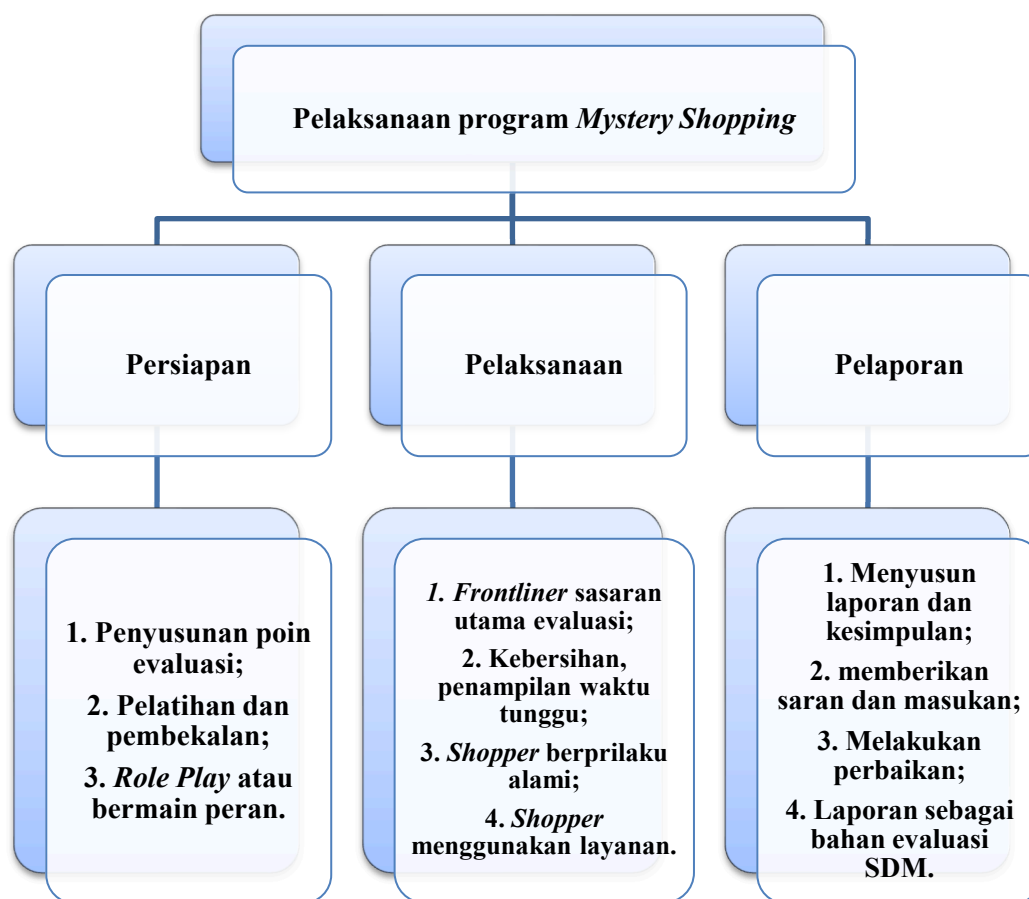 Pelaksanaan program Mystery Shopping
Persiapan
Pelaksanaan
Pelaporan
1. Penyusunan poin
evaluasi;
2. Pelatihan dan
pembekalan;
3. Role Play atau
bermain peran.
1. Frontliner sasaran
utama evaluasi;
2. Kebersihan,
penampilan waktu
tunggu;
3. Shopper berprilaku
alami;
4. Shopper
menggunakan layanan.
1. Menyusun
laporan dan
kesimpulan;
2. memberikan
saran dan masukan;
3. Melakukan
perbaikan;
4. Laporan sebagai
bahan evaluasi
SDM.